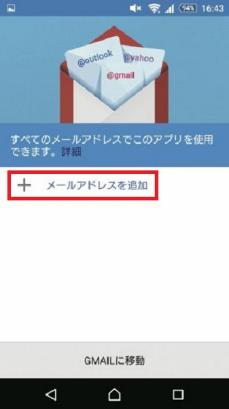 94% 16:43
@outlook
@yahoo
@gmail
すべてのメールアドレスでこのアプリを使用
できます。詳細
+ メールアドレスを追加
GMAILに移動